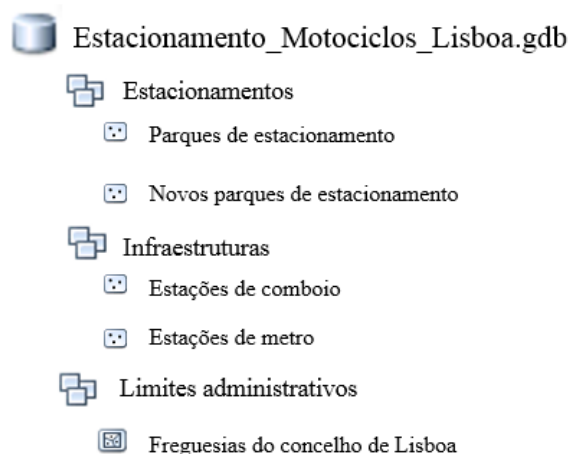 Estacionamento_Motociclos_Lisboa.gdb
Estacionamentos
Parques de estacionamento
Novos parques de estacionamento
Infraestruturas
Estações de comboio
Estações de metro
Limites administrativos
Freguesias do concelho de Lisboa